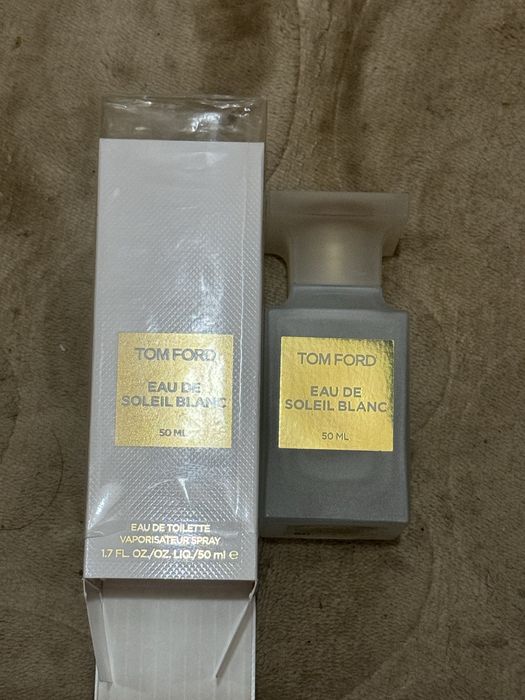 TOM FORD
EAU DE
SOLEIL BLANC
50 ML
EAU DE TOILETTE
VAPORISATEUR SPRAY
1.7 FL. OZ./OZ. LIQ./50 ml e
TOM FORD
EAU DE
SOLEIL BLANC
50 ML